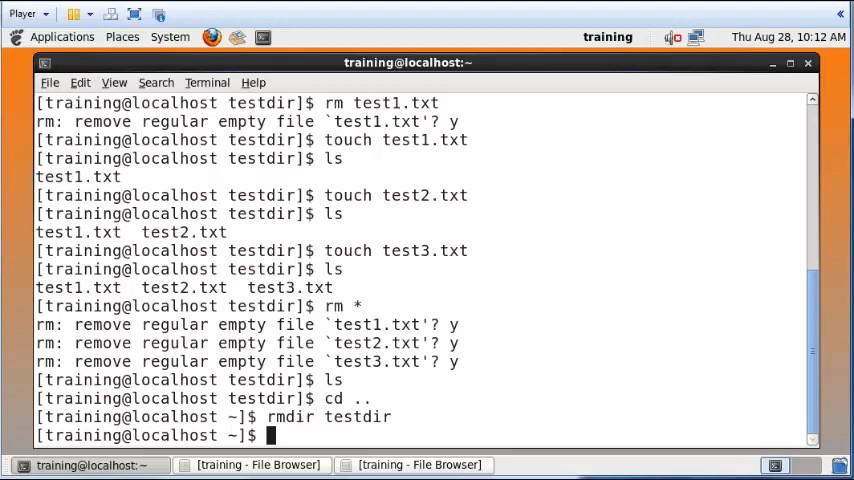 Player
«
Applications Places System training Thu Aug 28, 10:12 AM
training@localhost:~
File Edit View Search Terminal Help
[training@localhost testdir]$ rm test1.txt
rm: remove regular empty file `test1.txt'? y
[training@localhost testdir]$ touch test1.txt
[training@localhost testdir]$ ls
test1.txt
[training@localhost testdir]$ touch test2.txt
[training@localhost testdir]$ ls
test1.txt  test2.txt
[training@localhost testdir]$ touch test3.txt
[training@localhost testdir]$ ls
test1.txt  test2.txt  test3.txt
[training@localhost testdir]$ rm *
rm: remove regular empty file `test1.txt'? y
rm: remove regular empty file `test2.txt'? y
rm: remove regular empty file `test3.txt'? y
[training@localhost testdir]$ ls
[training@localhost testdir]$ cd ..
[training@localhost ~]$ rmdir testdir
[training@localhost ~]$
training@localhost:~ [training - File Browser] [training - File Browser]